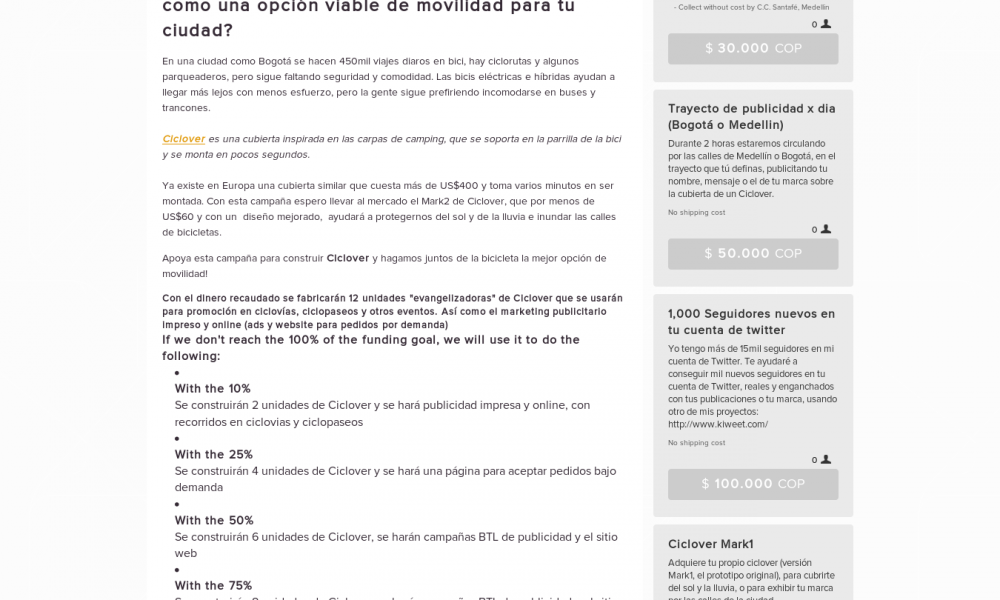 como una opción viable de movilidad para tu
ciudad?
En una ciudad como Bogotá se hacen 450mil viajes diaros en bici, hay ciclorutas y algunos
parqueaderos, pero sigue faltando seguridad y comodidad. Las bicis eléctricas e híbridas ayudan a
llegar más lejos con menos esfuerzo, pero la gente sigue prefiriendo incomodarse en buses y
trancones.
Ciclover es una cubierta inspirada en las carpas de camping, que se soporta en la parrilla de la bici
y se monta en pocos segundos.
Ya existe en Europa una cubierta similar que cuesta más de US$400 y toma varios minutos en ser
montada. Con esta campaña espero llevar al mercado el Mark2 de Ciclover, que por menos de
US$60 y con un diseño mejorado, ayudará a protegernos del sol y de la lluvia e inundar las calles
de bicicletas.
Apoya esta campaña para construir Ciclover y hagamos juntos de la bicicleta la mejor opción de
movilidad!
Con el dinero recaudado se fabricarán 12 unidades "evangelizadoras" de Ciclover que se usarán
para promoción en ciclovías, ciclopaseos y otros eventos. Así como el marketing publicitario
impreso y online (ads y website para pedidos por demanda)
If we don't reach the 100% of the funding goal, we will use it to do the
following:
With the 10%
Se construirán 2 unidades de Ciclover y se hará publicidad impresa y online, con
recorridos en ciclovias y ciclopaseos
With the 25%
Se construirán 4 unidades de Ciclover y se hará una página para aceptar pedidos bajo
demanda
With the 50%
Se construirán 6 unidades de Ciclover, se harán campañas BTL de publicidad y el sitio
web
With the 75%
- Collect without cost by C.C. Santafé, Medellin
0
$ 30.000 COP
Trayecto de publicidad x dia
(Bogotá o Medellin)
Durante 2 horas estaremos circulando
por las calles de Medellín o Bogotá, en el
trayecto que tú definas, publicitando tu
nombre, mensaje o el de tu marca sobre
la cubierta de un Ciclover.
No shipping cost
0
$ 50.000 COP
1,000 Seguidores nuevos en
tu cuenta de twitter
Yo tengo más de 15mil seguidores en mi
cuenta de Twitter. Te ayudaré a
conseguir mil nuevos seguidores en tu
cuenta de Twitter, reales y enganchados
con tus publicaciones o tu marca, usando
otro de mis proyectos:
http://www.kiweet.com/
No shipping cost
0
$ 100.000 COP
Ciclover Mark1
Adquiere tu propio ciclover (versión
Mark1, el prototipo original), para cubrirte
del sol y la lluvia, o para exhibir tu marca
por las calles de la ciudad